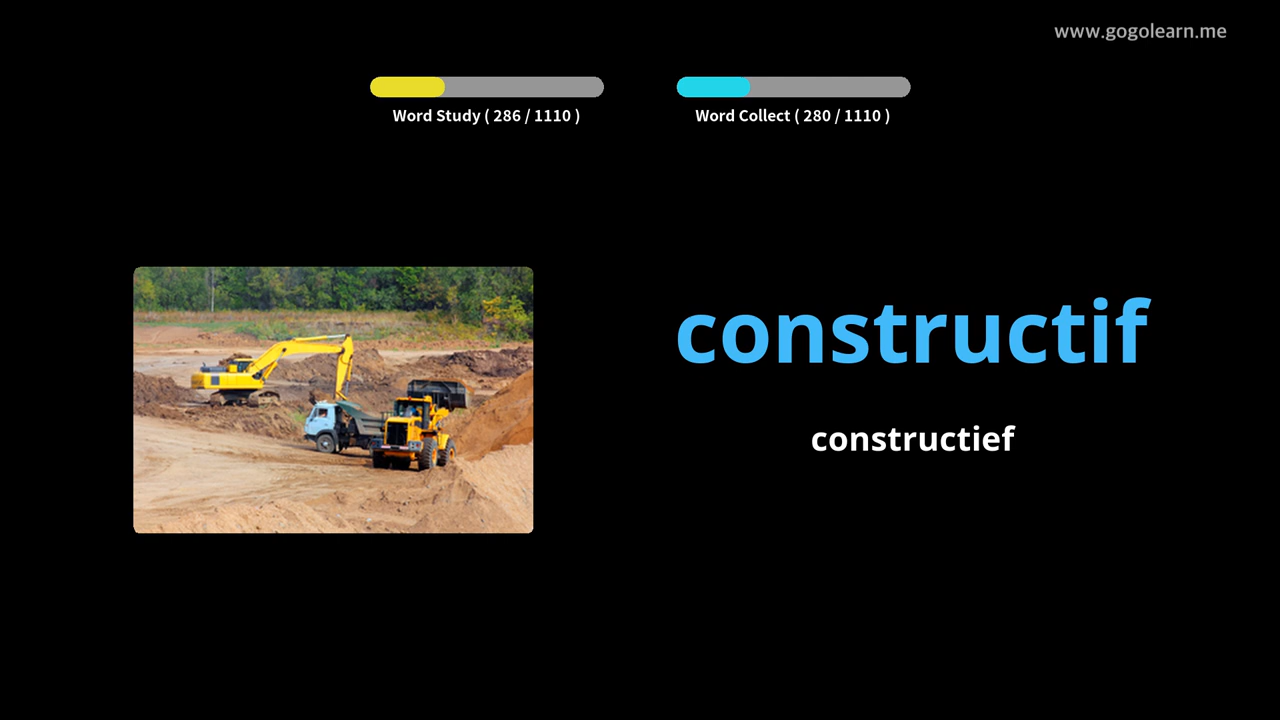 www.gogolearn.me
Word Study ( 286 / 1110 )
Word Collect ( 280 / 1110 )
constructif
constructief